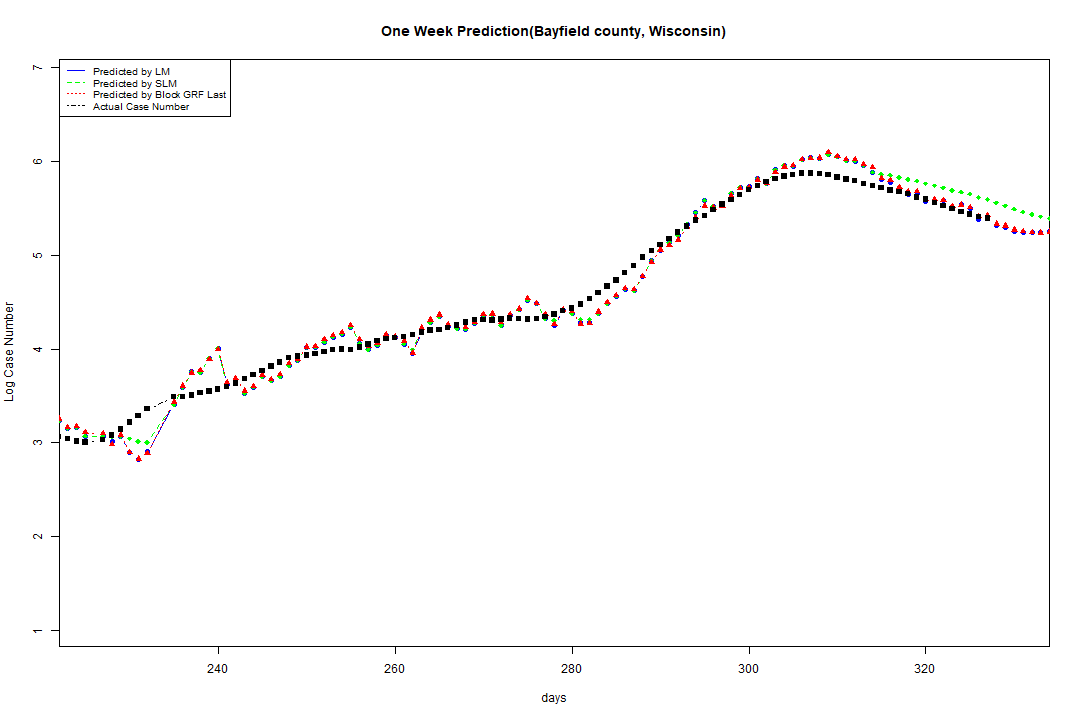 One Week Prediction(Bayfield county, Wisconsin)
Predicted by LM
Predicted by SLM
Predicted by Block GRF Last
Actual Case Number
7
6
5
4
3
2
1
Log Case Number
240
260
280
300
320
days